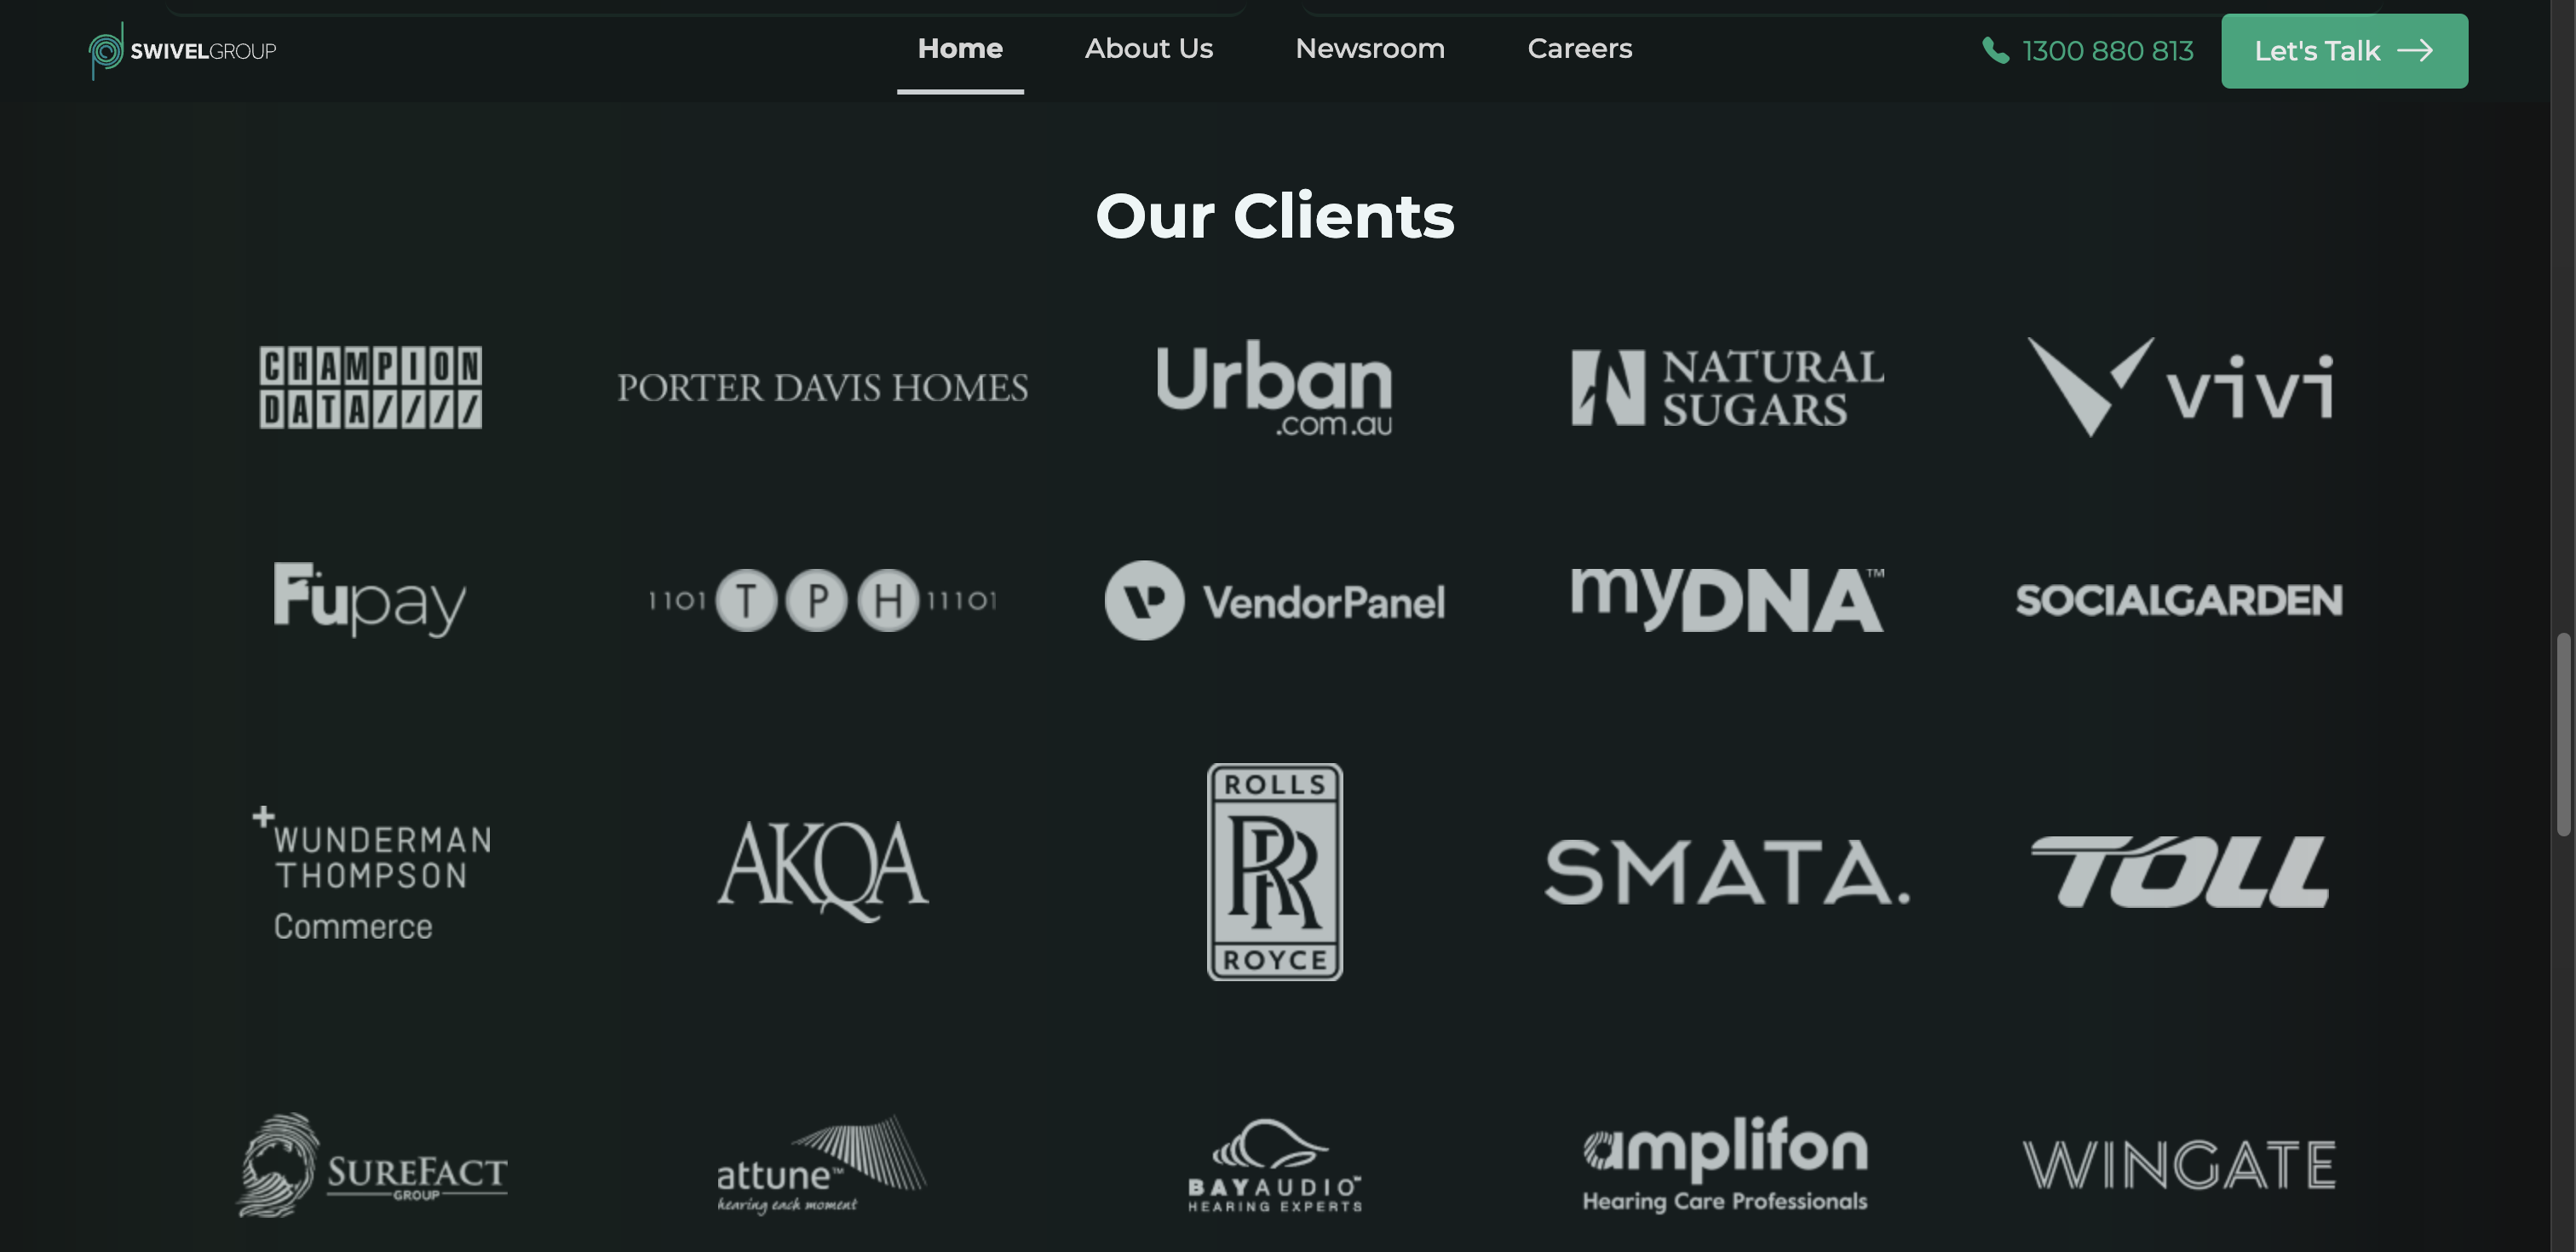 SWIVELGROUP
Home
About Us
Newsroom
Careers
1300 880 813
Let's Talk
Our Clients
CHAMPION
DATA////
PORTER DAVIS HOMES
Urban
.com.au
NATURAL
SUGARS
vivi
Fupay
1101 T P H 11101
VendorPanel
myDNA™
SOCIALGARDEN
WUNDERMAN
THOMPSON
Commerce
AKQA
ROLLS
RR
ROYCE
SMATA.
TOLL
SUREFACT
GROUP
attune™
hearing each moment
BAYAUDIO™
HEARING EXPERTS
amplifon
Hearing Care Professionals
WINGATE